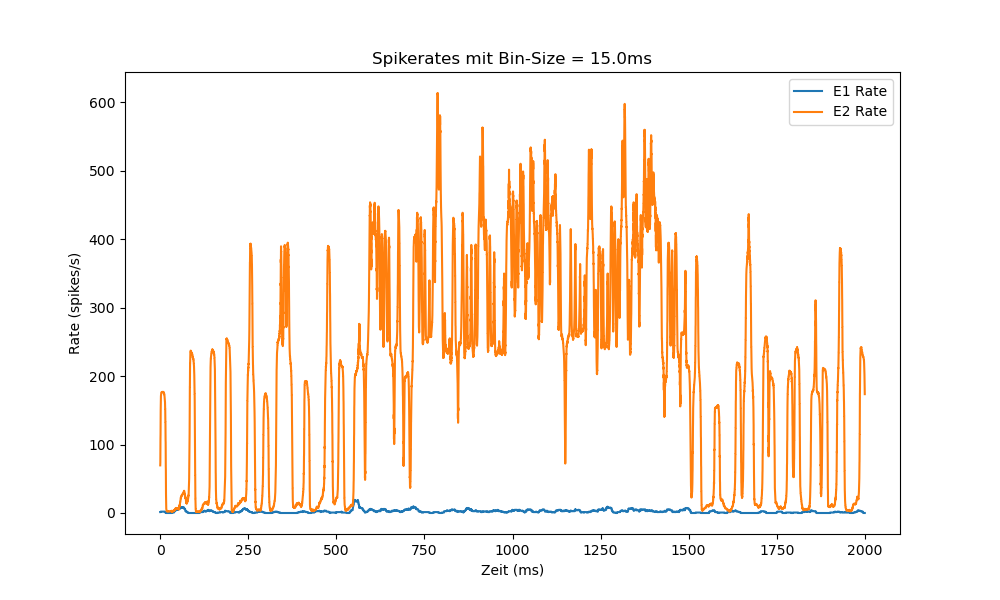 Spikerates mit Bin-Size = 15.0ms
E1 Rate
E2 Rate
Rate (spikes/s)
600
500
400
300
200
100
0
0 250 500 750 1000 1250 1500 1750 2000
Zeit (ms)